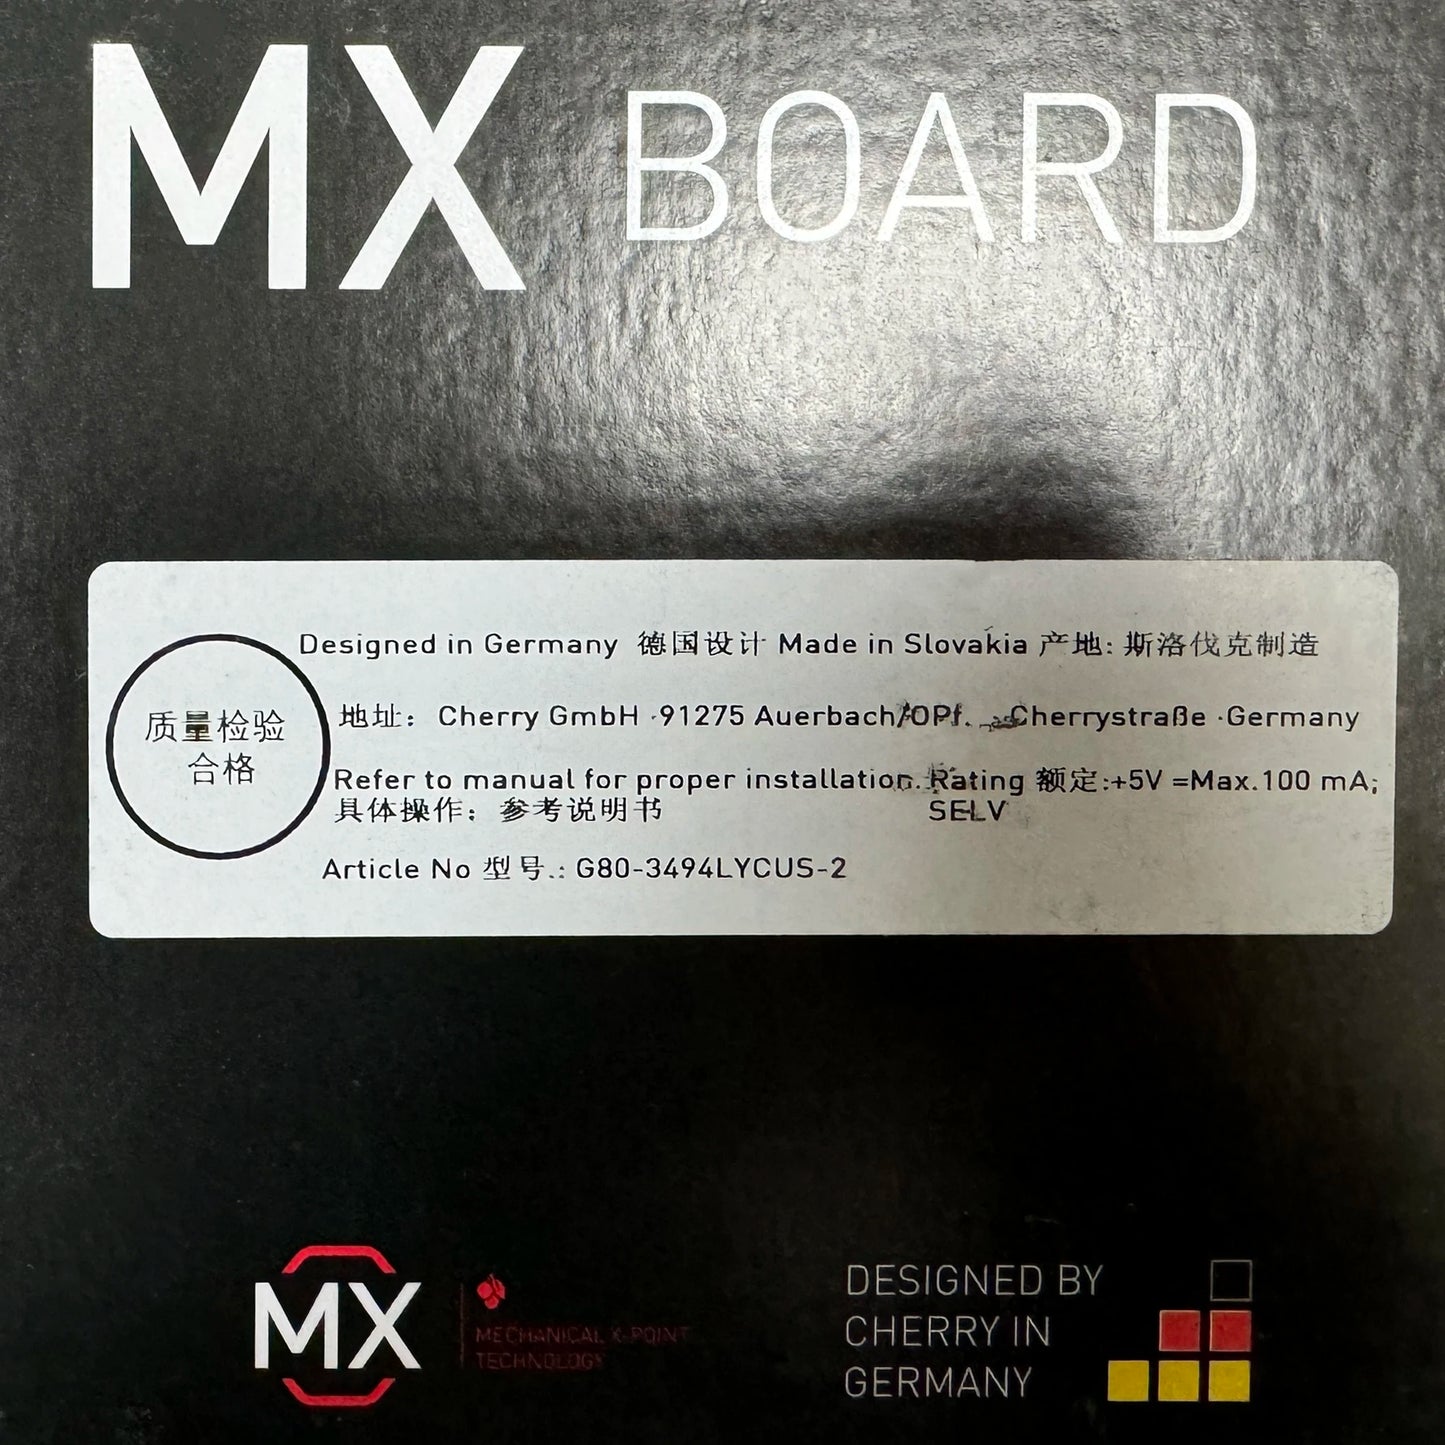 MX BOARD
Designed in Germany 德国设计 Made in Slovakia 产地: 斯洛伐克制造
质量检验
合格
地址: Cherry GmbH ·91275 Auerbach/OPf. Cherrystraße ·Germany
Refer to manual for proper installation. Rating 额定:+5V =Max.100 mA;
具体操作: 参考说明书 SELV
Article No 型号.: G80-3494LYCUS-2
MX
MECHANICAL X-POINT
TECHNOLOGY
DESIGNED BY
CHERRY IN
GERMANY